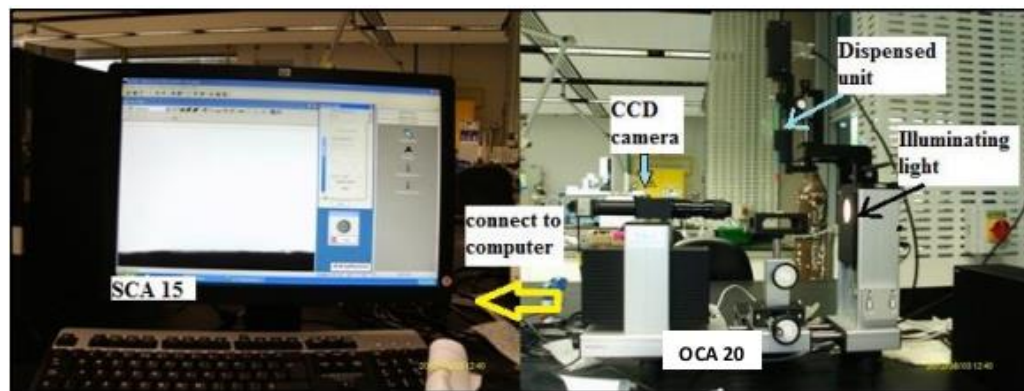 SCA 15
connect to
computer
CCD
camera
Dispensed
unit
Illuminating
light
OCA 20